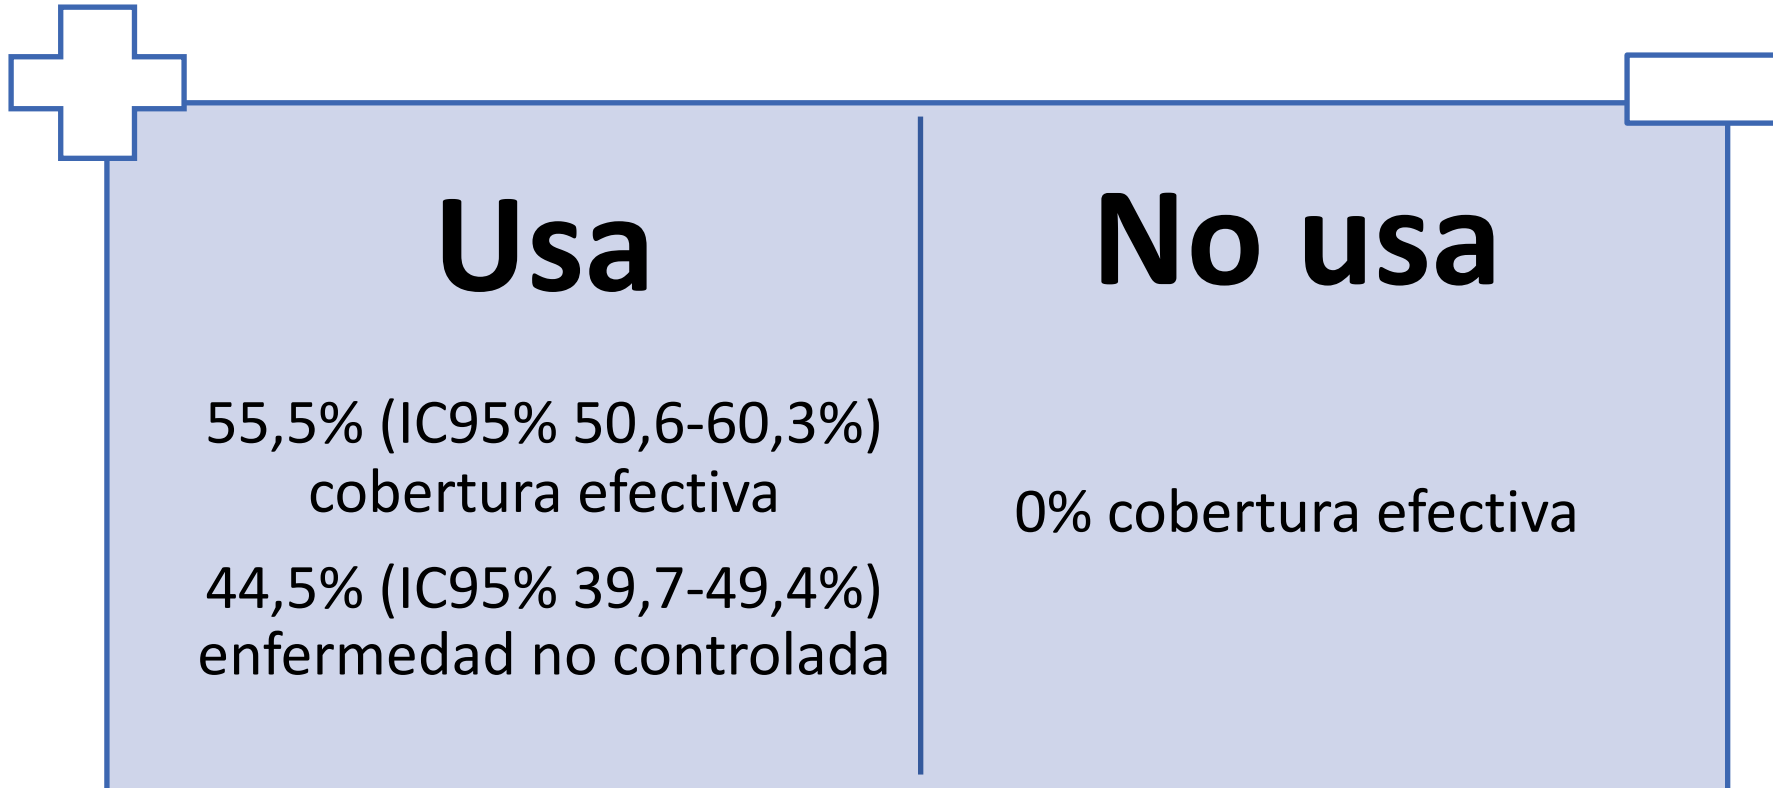 Usa
55,5% (IC95% 50,6-60,3%)
cobertura efectiva
44,5% (IC95% 39,7-49,4%)
enfermedad no controlada
No usa
0% cobertura efectiva